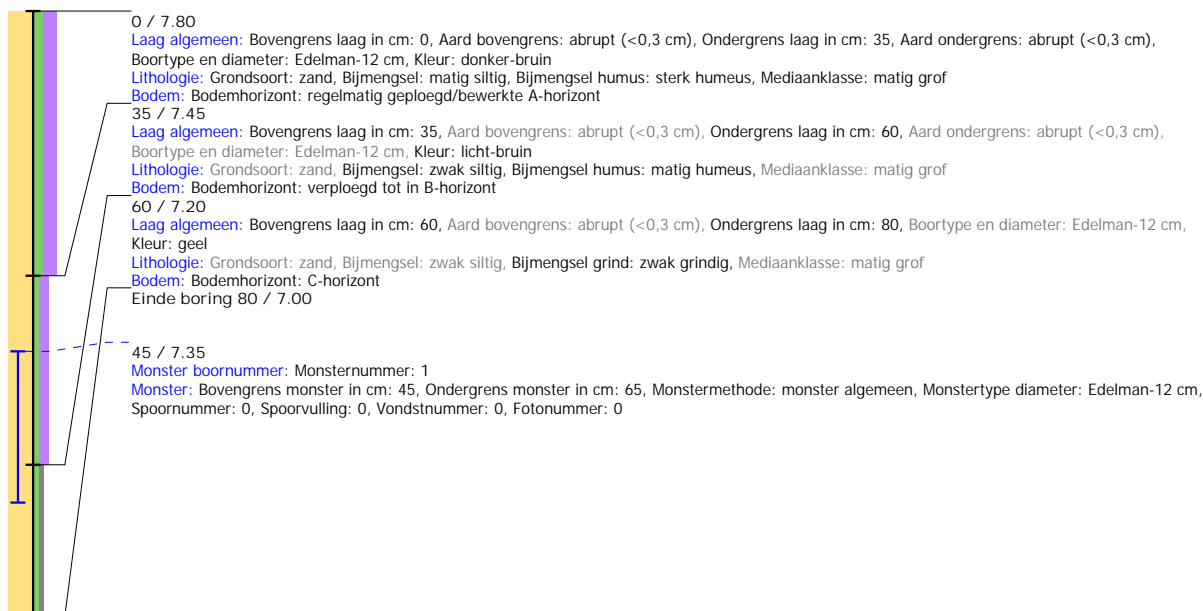 0 / 7.80
Laag algemeen: Bovengrens laag in cm: 0, Aard bovengrens: abrupt (<0,3 cm), Ondergrens laag in cm: 35, Aard ondergrens: abrupt (<0,3 cm),
Boortype en diameter: Edelman-12 cm, Kleur: donker-bruin
Lithologie: Grondsoort: zand, Bijmengsel: matig siltig, Bijmengsel humus: sterk humeus, Mediaanklasse: matig grof
Bodem: Bodemhorizont: regelmatig geploegd/bewerkte A-horizont
35 / 7.45
Laag algemeen: Bovengrens laag in cm: 35, Aard bovengrens: abrupt (<0,3 cm), Ondergrens laag in cm: 60, Aard ondergrens: abrupt (<0,3 cm),
Boortype en diameter: Edelman-12 cm, Kleur: licht-bruin
Lithologie: Grondsoort: zand, Bijmengsel: zwak siltig, Bijmengsel humus: matig humeus, Mediaanklasse: matig grof
Bodem: Bodemhorizont: verploegd tot in B-horizont
60 / 7.20
Laag algemeen: Bovengrens laag in cm: 60, Aard bovengrens: abrupt (<0,3 cm), Ondergrens laag in cm: 80, Boortype en diameter: Edelman-12 cm,
Kleur: geel
Lithologie: Grondsoort: zand, Bijmengsel: zwak siltig, Bijmengsel grind: zwak grindig, Mediaanklasse: matig grof
Bodem: Bodemhorizont: C-horizont
Einde boring 80 / 7.00
45 / 7.35
Monster boornummer: Monsternummer: 1
Monster: Bovengrens monster in cm: 45, Ondergrens monster in cm: 65, Monstermethode: monster algemeen, Monstertype diameter: Edelman-12 cm,
Spoornummer: 0, Spoorvulling: 0, Vondstnummer: 0, Fotonummer: 0